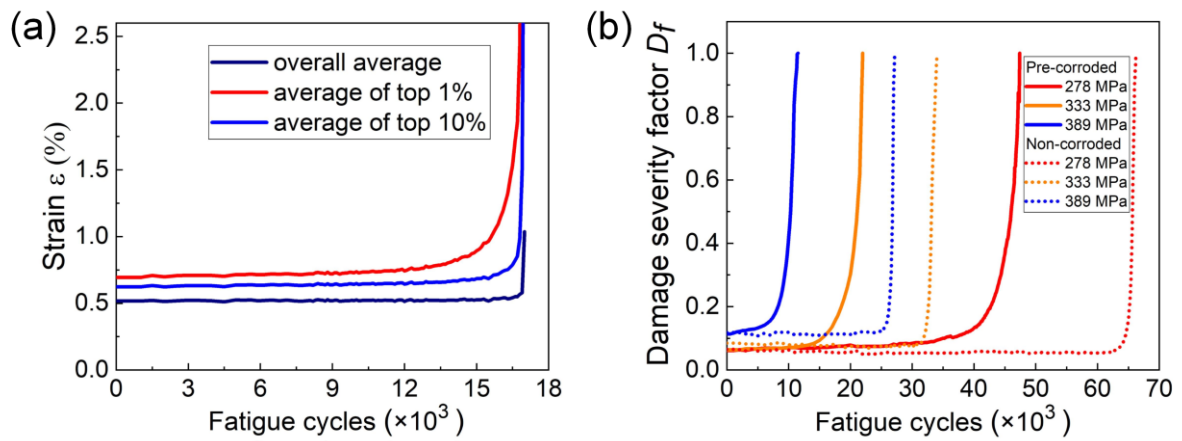 (a)
2.5
2.0
1.5
1.0
0.5
0.0
Strain ε (%)
overall average
average of top 1%
average of top 10%
0 3 6 9 12 15 18
Fatigue cycles (×10³)
(b)
1.0
0.8
0.6
0.4
0.2
0.0
Damage severity factor Df
Pre-corroded
278 MPa
333 MPa
389 MPa
Non-corroded
278 MPa
333 MPa
389 MPa
0 10 20 30 40 50 60 70
Fatigue cycles (×10³)